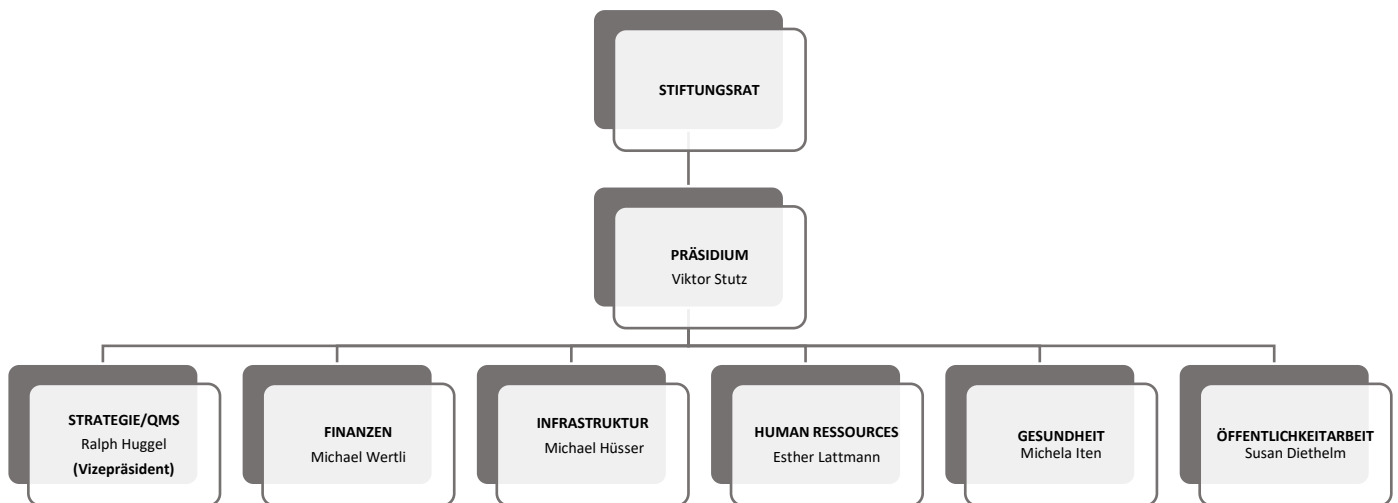 STIFTUNGSRAT
PRÄSIDIUM
Viktor Stutz
STRATEGIE/QMS
Ralph Huggel
(Vizepräsident)
FINANZEN
Michael Wertli
INFRASTRUKTUR
Michael Hüsser
HUMAN RESSOURCES
Esther Lattmann
GESUNDHEIT
Michela Iten
ÖFFENTLICHKEITARBEIT
Susan Diethelm